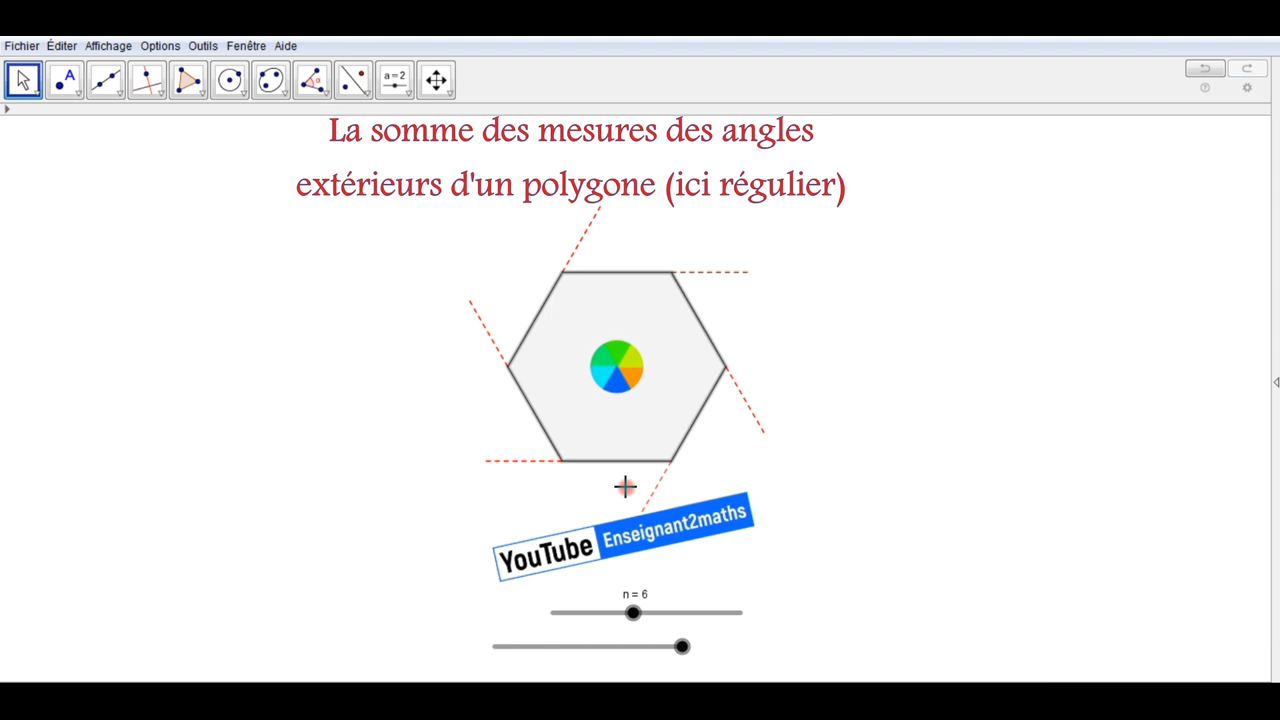 Fichier Éditer Affichage Options Outils Fenêtre Aide
A
a = 2
α
La somme des mesures des angles
extérieurs d'un polygone (ici régulier)
YouTube Enseignant2maths
n = 6